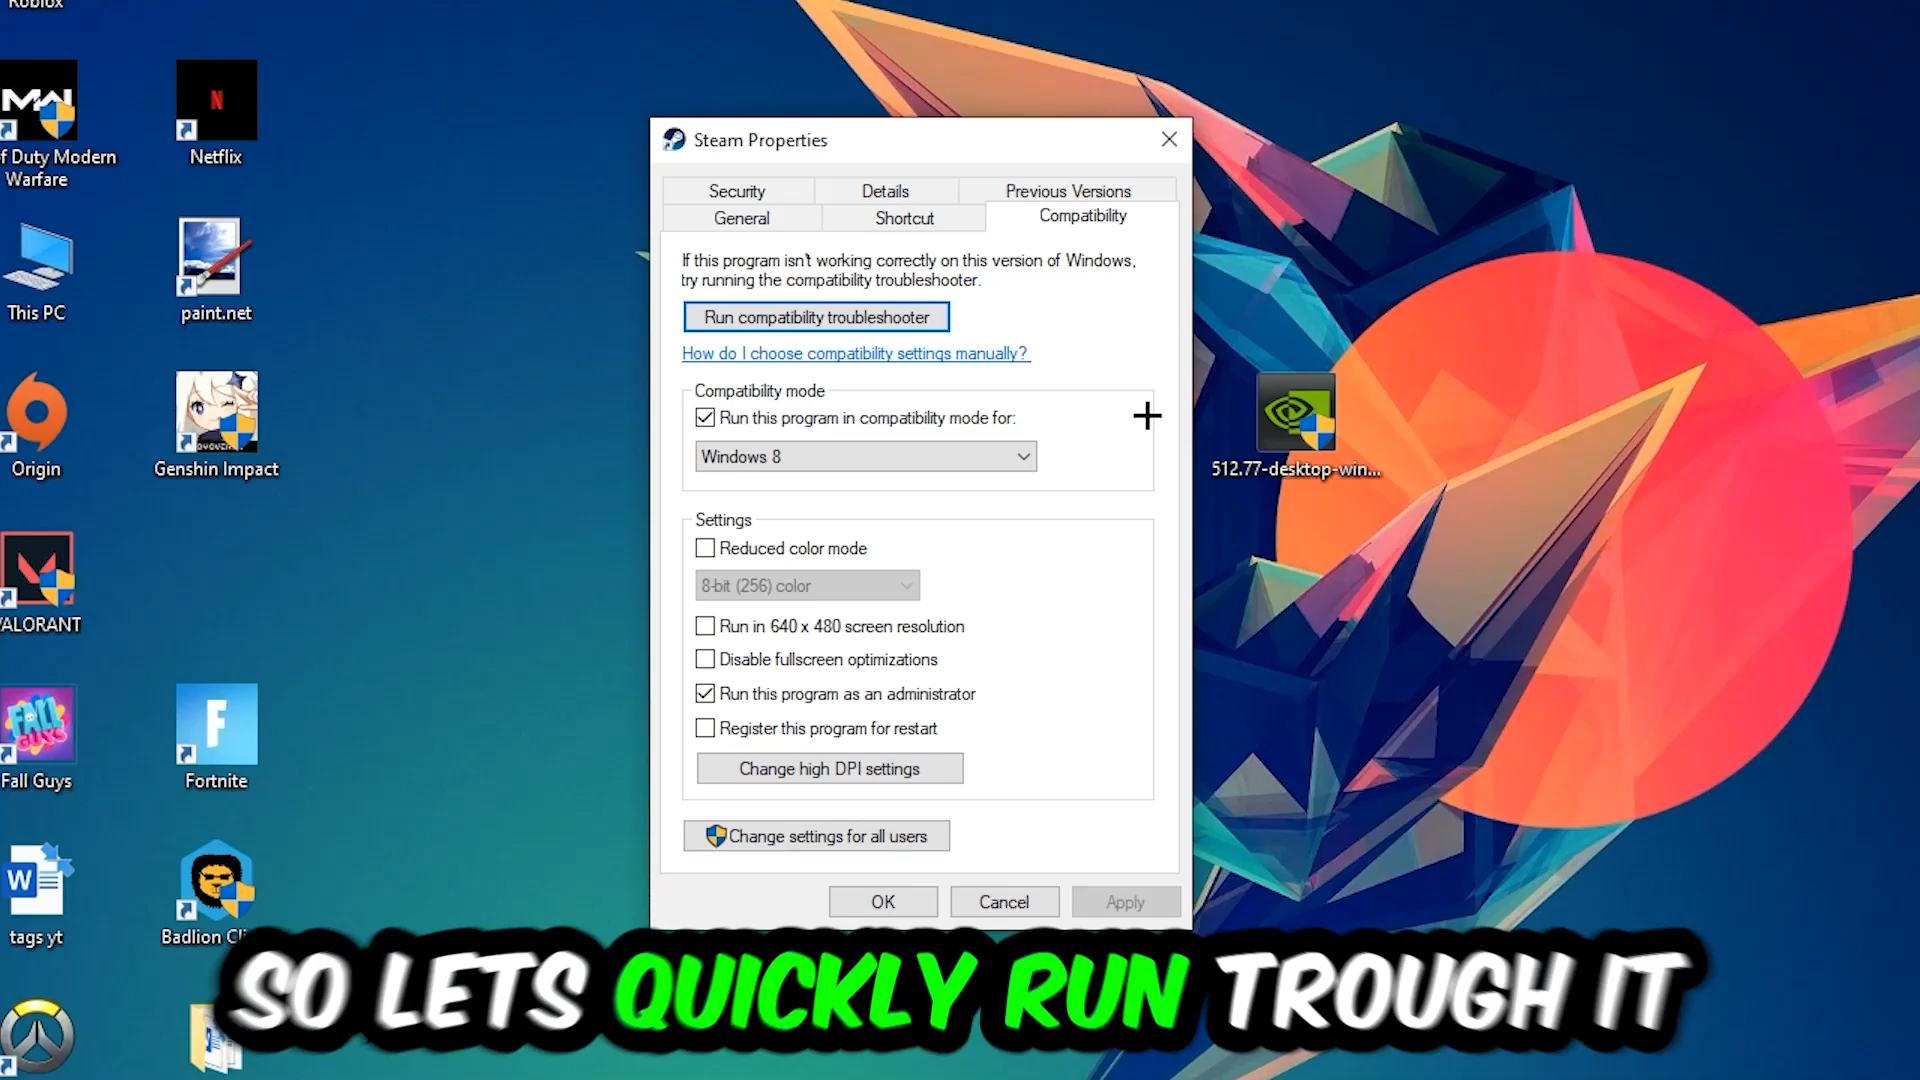 Roblox
MW
f Duty Modern
Warfare
N
Netflix
This PC
paint.net
Origin
Genshin Impact
VALORANT
FALL
GUYS
Fall Guys
F
Fortnite
W
tags yt
Badlion Cli
Steam Properties
Security
Details
Previous Versions
General
Shortcut
Compatibility
If this program isn't working correctly on this version of Windows,
try running the compatibility troubleshooter.
Run compatibility troubleshooter
How do I choose compatibility settings manually?
Compatibility mode
Run this program in compatibility mode for:
Windows 8
Settings
Reduced color mode
8-bit (256) color
Run in 640 x 480 screen resolution
Disable fullscreen optimizations
Run this program as an administrator
Register this program for restart
Change high DPI settings
Change settings for all users
OK
Cancel
Apply
512.77-desktop-win...
SO LETS QUICKLY RUN TROUGH IT